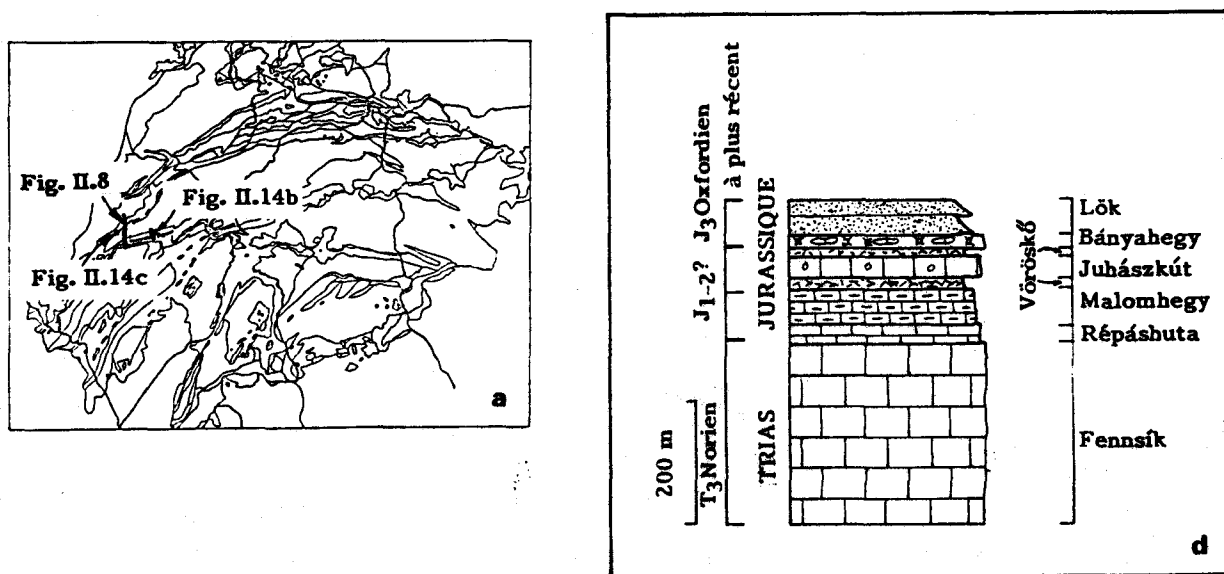 Fig. II.8
Fig. II.14b
Fig. II.14c
a
J3Oxfordien
à plus récent
J1-2?
JURASSIQUE
T3Norien
TRIAS
200 m
Lök
Bányahegy
Vöröskő
Juhászkút
Malomhegy
Répáshuta
Fennsík
d